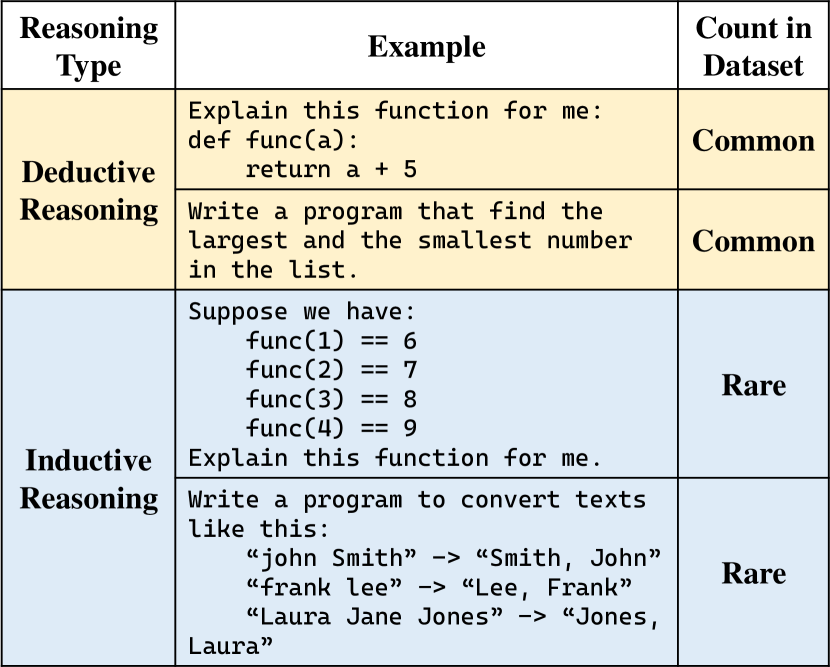 Reasoning
Type
Example
Count in
Dataset
Deductive
Reasoning
Explain this function for me:
def func(a):
    return a + 5
Common
Write a program that find the
largest and the smallest number
in the list.
Common
Inductive
Reasoning
Suppose we have:
    func(1) == 6
    func(2) == 7
    func(3) == 8
    func(4) == 9
Explain this function for me.
Rare
Write a program to convert texts
like this:
    “john Smith” -> “Smith, John”
    “frank lee” -> “Lee, Frank”
    “Laura Jane Jones” -> “Jones,
Laura”
Rare